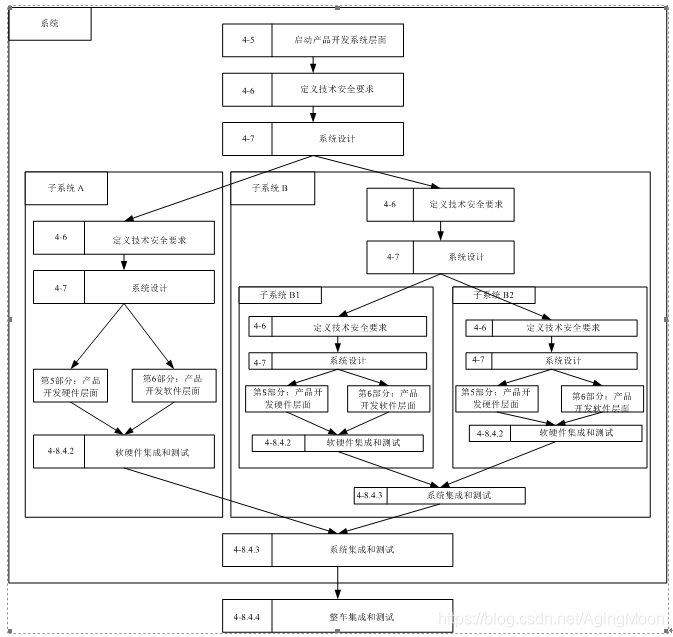 系统
4-5 启动产品开发系统层面
4-6 定义技术安全要求
4-7 系统设计
子系统 A
4-6 定义技术安全要求
4-7 系统设计
第5部分：产品
开发硬件层面
第6部分：产品
开发软件层面
4-8.4.2 软硬件集成和测试
子系统 B
4-6 定义技术安全要求
4-7 系统设计
子系统 B1
4-6 定义技术安全要求
4-7 系统设计
第5部分：产品开
发硬件层面
第6部分：产品
开发软件层面
4-8.4.2 软硬件集成和测试
子系统 B2
4-6 定义技术安全要求
4-7 系统设计
第5部分：产品
开发硬件层面
第6部分：产品
开发软件层面
4-8.4.2 软硬件集成和测试
4-8.4.3 系统集成和测试
4-8.4.3 系统集成和测试
4-8.4.4 整车集成和测试
https://blog.csdn.net/AgingMoon